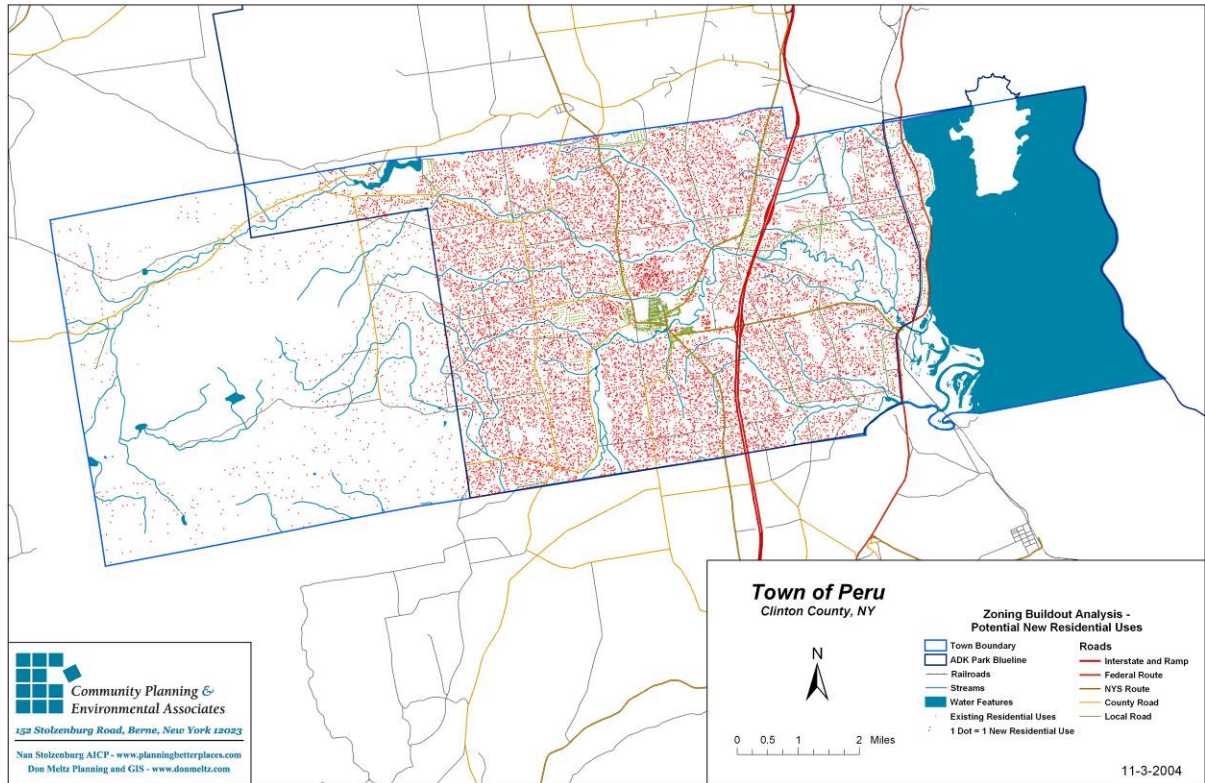 Town of Peru
Clinton County, NY
N
0 0.5 1 2 Miles
Zoning Buildout Analysis -
Potential New Residential Uses
Town Boundary
ADK Park Blueline
Railroads
Streams
Water Features
Existing Residential Uses
1 Dot = 1 New Residential Use
Roads
Interstate and Ramp
Federal Route
NYS Route
County Road
Local Road
11-3-2004
Community Planning &
Environmental Associates
152 Stolzenburg Road, Berne, New York 12023
Nan Stolzenburg AICP - www.planningbetterplaces.com
Don Meltz Planning and GIS - www.donmeltz.com